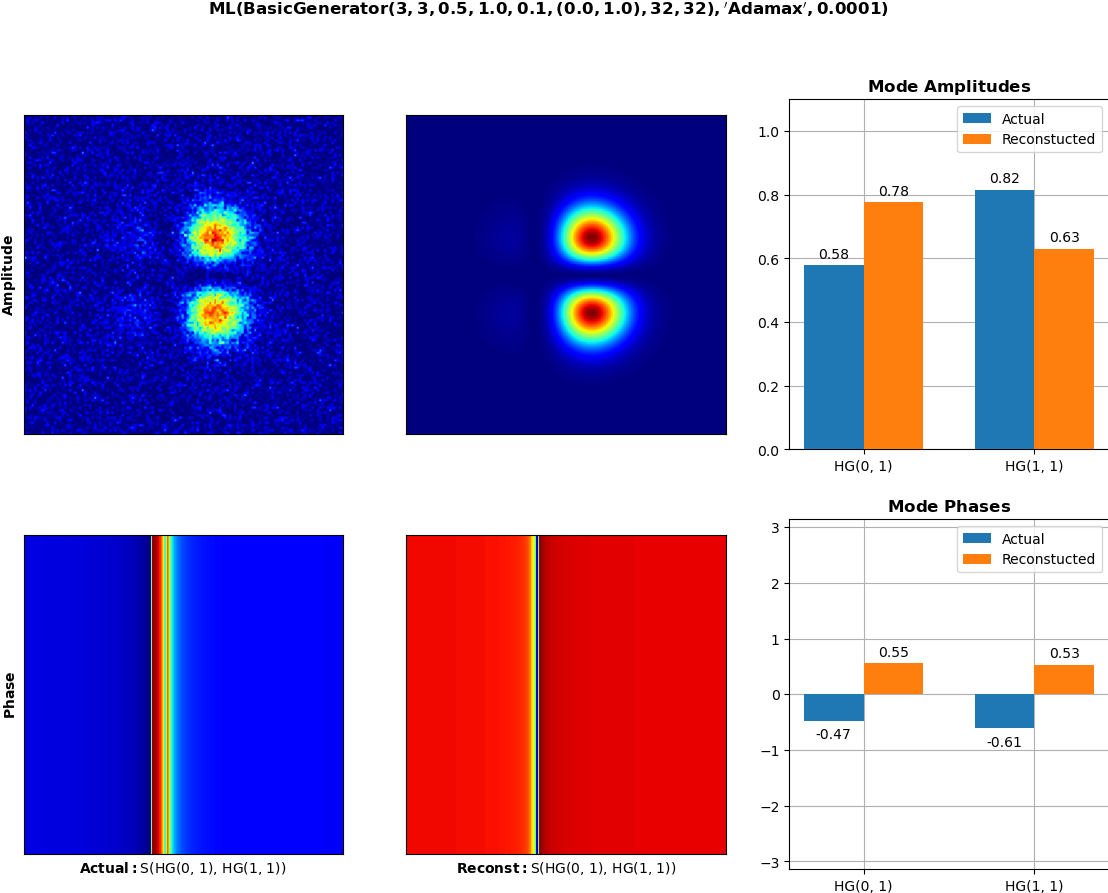 ML(BasicGenerator(3, 3, 0.5, 1.0, 0.1, (0.0, 1.0), 32, 32), ′Adamax′, 0.0001)
Amplitude
Mode Amplitudes
Actual
Reconstucted
1.0
0.8
0.6
0.4
0.2
0.0
0.58
0.78
0.82
0.63
HG(0, 1)
HG(1, 1)
Phase
Actual: S(HG(0, 1), HG(1, 1))
Reconst: S(HG(0, 1), HG(1, 1))
Mode Phases
Actual
Reconstucted
3
2
1
0
−1
−2
−3
-0.47
0.55
-0.61
0.53
HG(0, 1)
HG(1, 1)